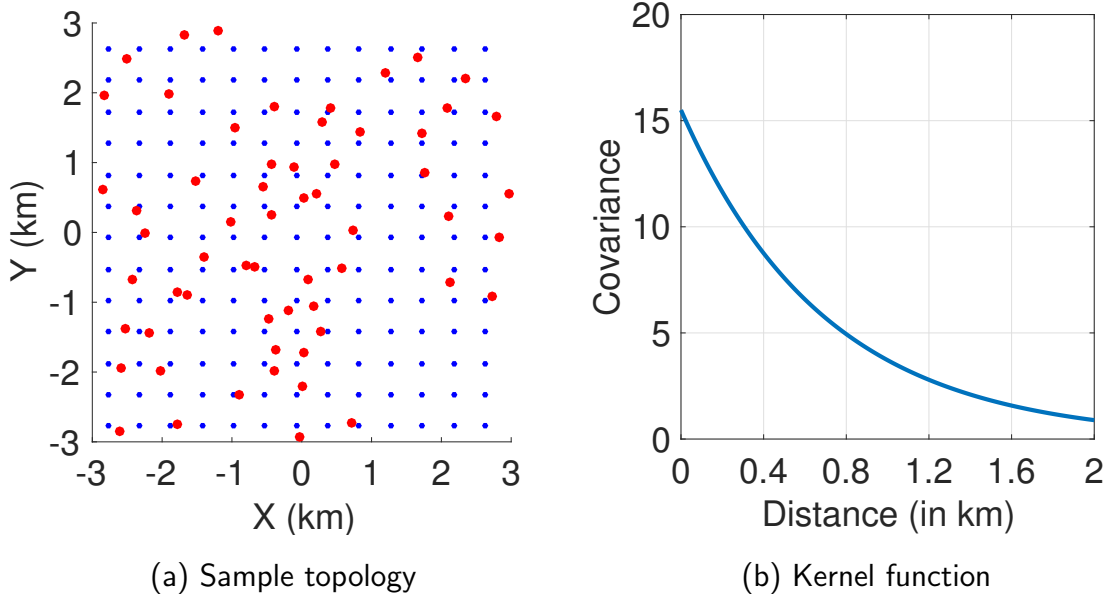 3
2
1
0
-1
-2
-3
Y (km)
-3 -2 -1 0 1 2 3
X (km)
(a) Sample topology
20
15
10
5
0
Covariance
0 0.4 0.8 1.2 1.6 2
Distance (in km)
(b) Kernel function